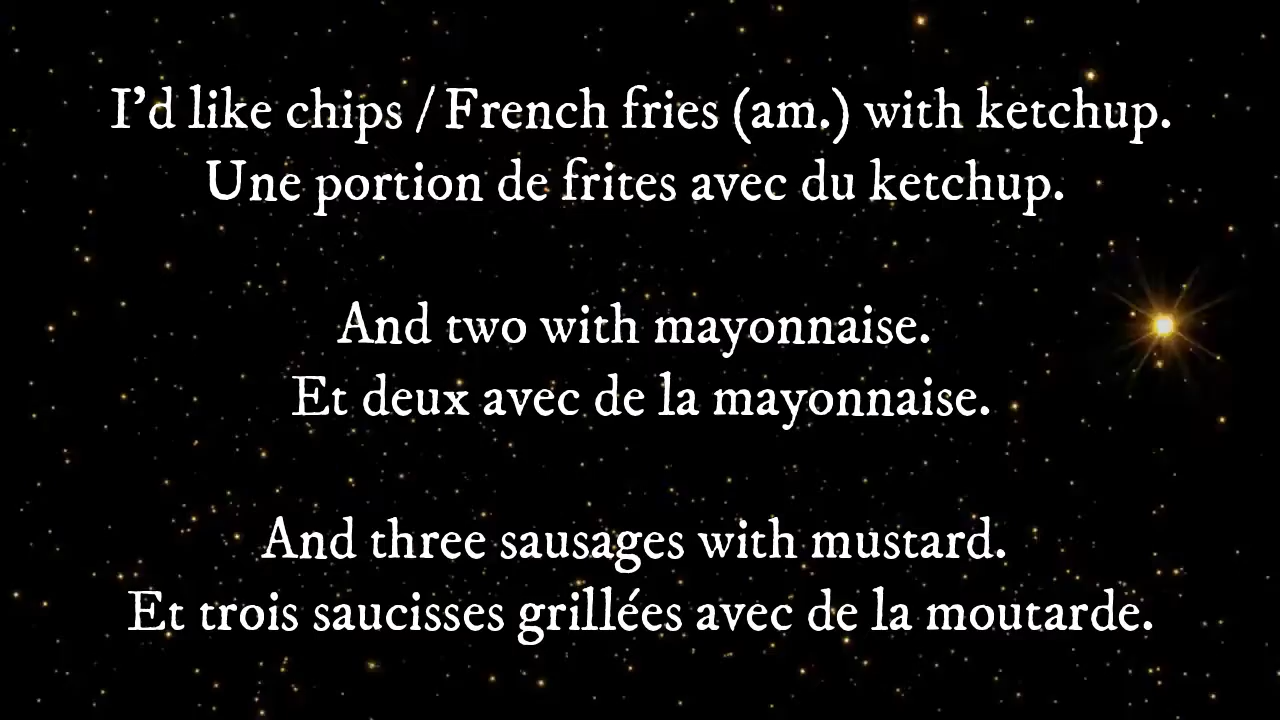 I'd like chips / French fries (am.) with ketchup.
Une portion de frites avec du ketchup.
And two with mayonnaise.
Et deux avec de la mayonnaise.
And three sausages with mustard.
Et trois saucisses grillées avec de la moutarde.